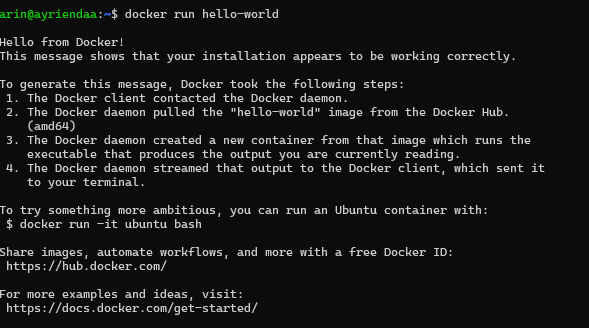 arin@ayriendaa:~$ docker run hello-world
Hello from Docker!
This message shows that your installation appears to be working correctly.
To generate this message, Docker took the following steps:
1. The Docker client contacted the Docker daemon.
2. The Docker daemon pulled the "hello-world" image from the Docker Hub.
(amd64)
3. The Docker daemon created a new container from that image which runs the
executable that produces the output you are currently reading.
4. The Docker daemon streamed that output to the Docker client, which sent it
to your terminal.
To try something more ambitious, you can run an Ubuntu container with:
$ docker run -it ubuntu bash
Share images, automate workflows, and more with a free Docker ID:
https://hub.docker.com/
For more examples and ideas, visit:
https://docs.docker.com/get-started/